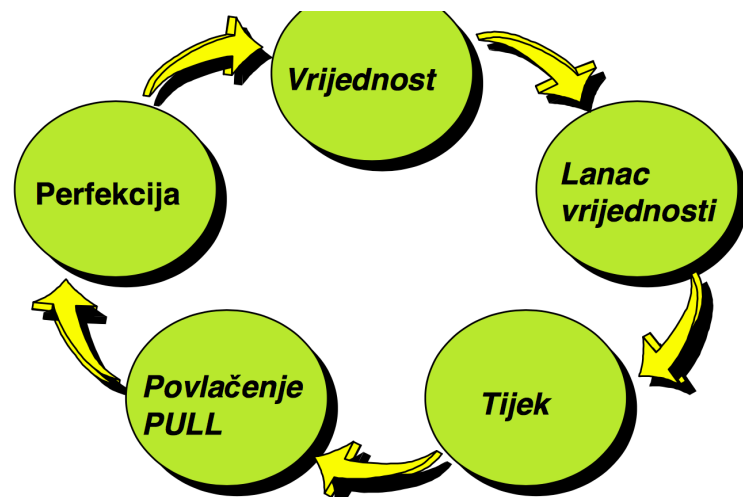 Vrijednost
Lanac
vrijednosti
Tijek
Povlačenje
PULL
Perfekcija